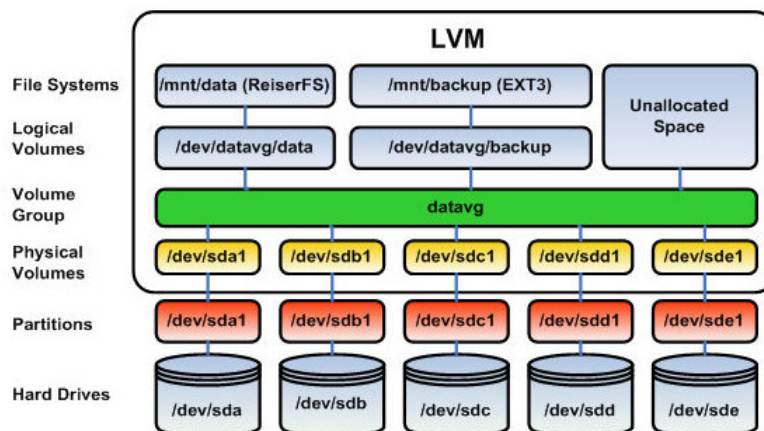 LVM
File Systems
/mnt/data (ReiserFS)
/mnt/backup (EXT3)
Unallocated
Space
Logical
Volumes
/dev/datavg/data
/dev/datavg/backup
Volume
Group
datavg
Physical
Volumes
/dev/sda1
/dev/sdb1
/dev/sdc1
/dev/sdd1
/dev/sde1
Partitions
/dev/sda1
/dev/sdb1
/dev/sdc1
/dev/sdd1
/dev/sde1
Hard Drives
/dev/sda
/dev/sdb
/dev/sdc
/dev/sdd
/dev/sde